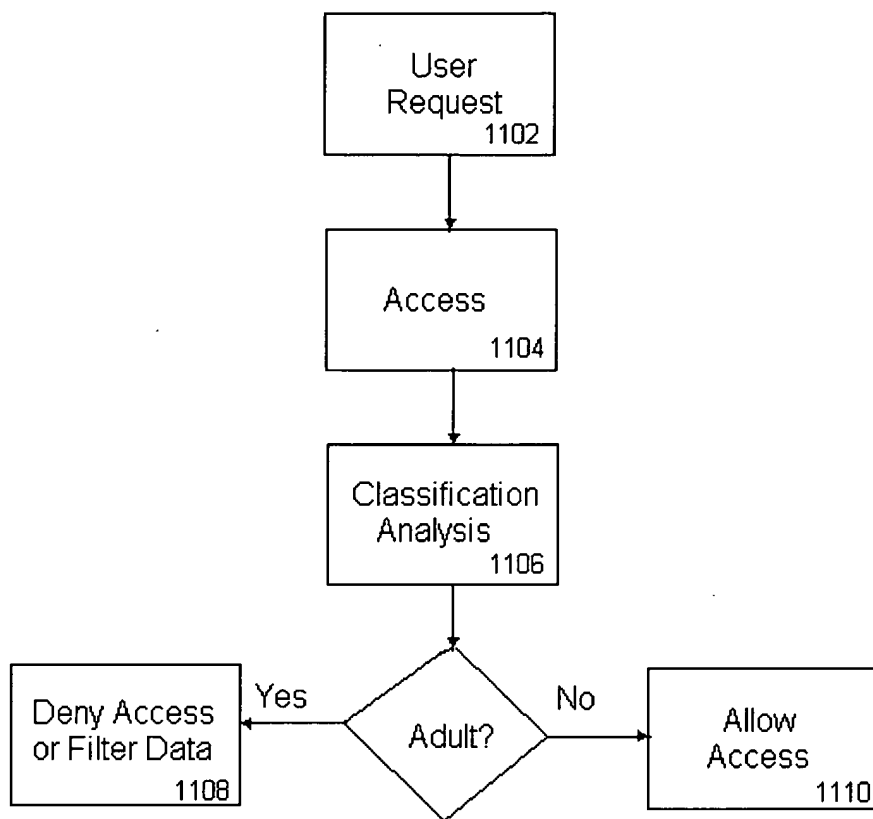 User
Request
1102
Access
1104
Classification
Analysis
1106
Yes
No
Deny Access
or Filter Data
1108
Adult?
Allow
Access
1110